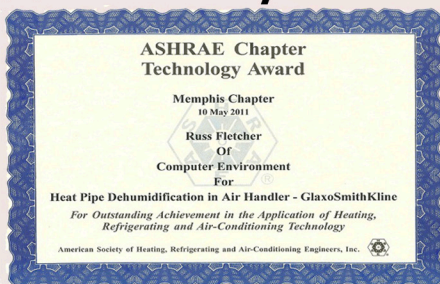 ASHRAE Chapter
Technology Award
Memphis Chapter
10 May 2011
Russ Fletcher
Of
Computer Environment
For
Heat Pipe Dehumidification in Air Handler - GlaxoSmithKline
For Outstanding Achievement in the Application of Heating,
Refrigerating and Air-Conditioning Technology
American Society of Heating, Refrigerating and Air-Conditioning Engineers, Inc.